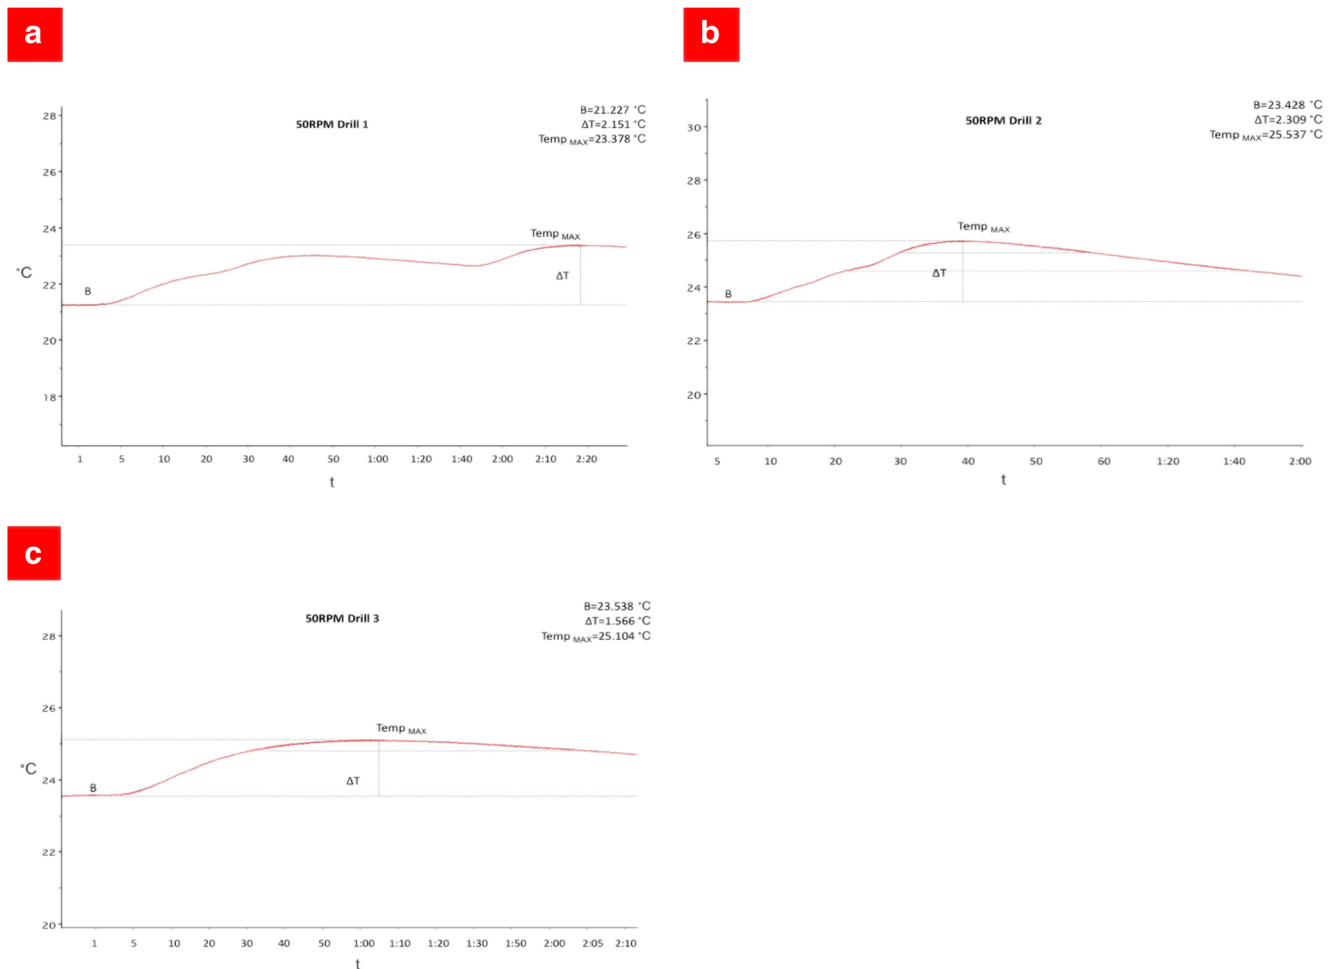 a
50RPM Drill 1
B=21.227 °C
ΔT=2.151 °C
Temp MAX=23.378 °C
28
26
24
22
20
18
°C
B
Temp MAX
ΔT
1 5 10 20 30 40 50 1:00 1:20 1:40 2:00 2:10 2:20
t
b
50RPM Drill 2
B=23.428 °C
ΔT=2.309 °C
Temp MAX=25.537 °C
30
28
26
24
22
20
B
Temp MAX
ΔT
5 10 20 30 40 50 60 1:20 1:40 2:00
t
c
50RPM Drill 3
B=23.538 °C
ΔT=1.566 °C
Temp MAX=25.104 °C
28
26
24
22
20
°C
B
Temp MAX
ΔT
1 5 10 20 30 40 50 1:00 1:10 1:20 1:30 1:50 2:00 2:05 2:10
t